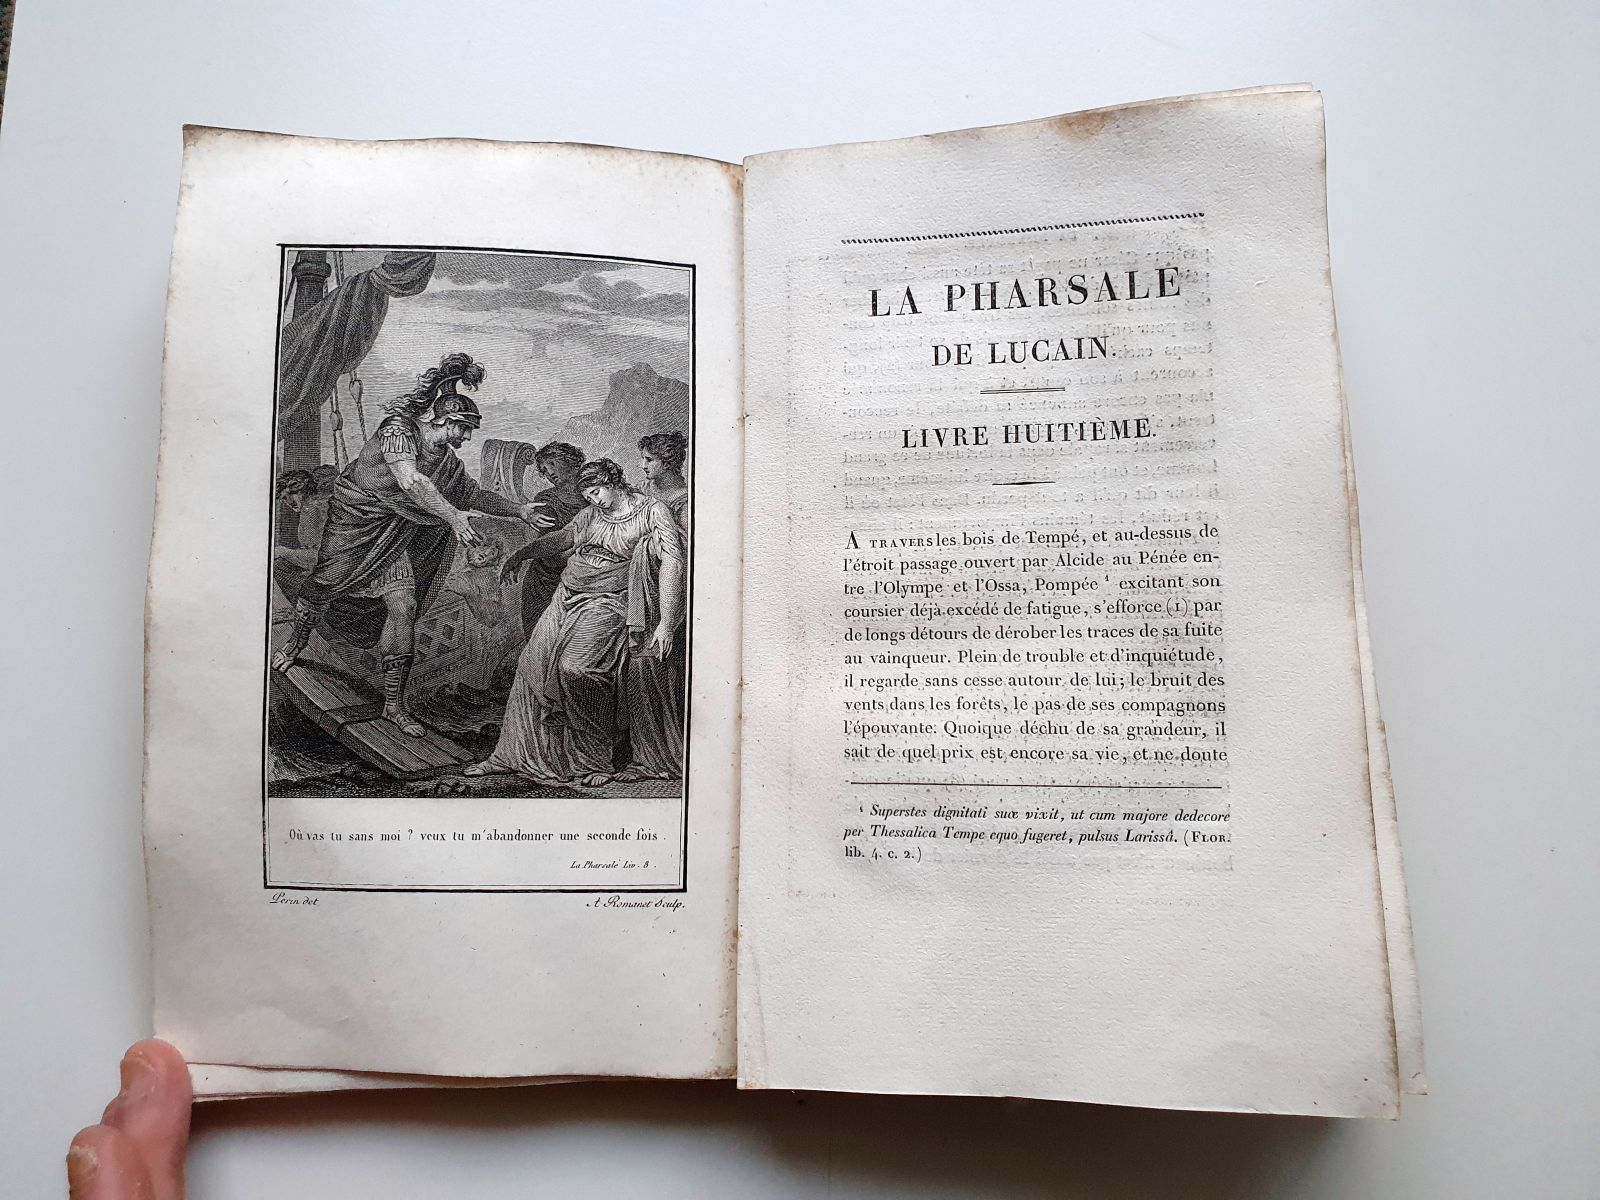 Où vas tu sans moi ? veux tu m'abandonner une seconde fois .
La Pharsale Liv. 8 .
Perin del.
A Romanet Sculp.
LA PHARSALE
DE LUCAIN.
LIVRE HUITIÈME.
A TRAVERS les bois de Tempé, et au-dessus de
l'étroit passage ouvert par Alcide au Pénée en-
tre l'Olympe et l'Ossa, Pompée 1 excitant son
coursier déjà excédé de fatigue, s'efforce (1) par
de longs détours de dérober les traces de sa fuite
au vainqueur. Plein de trouble et d'inquiétude,
il regarde sans cesse autour de lui; le bruit des
vents dans les forêts, le pas de ses compagnons
l'épouvante. Quoique déchu de sa grandeur, il
sait de quel prix est encore sa vie, et ne doute
1 Superstes dignitati suæ vixit, ut cum majore dedecore
per Thessalica Tempe equo fugeret, pulsus Larissâ. (FLOR.
lib. 4. c. 2.)